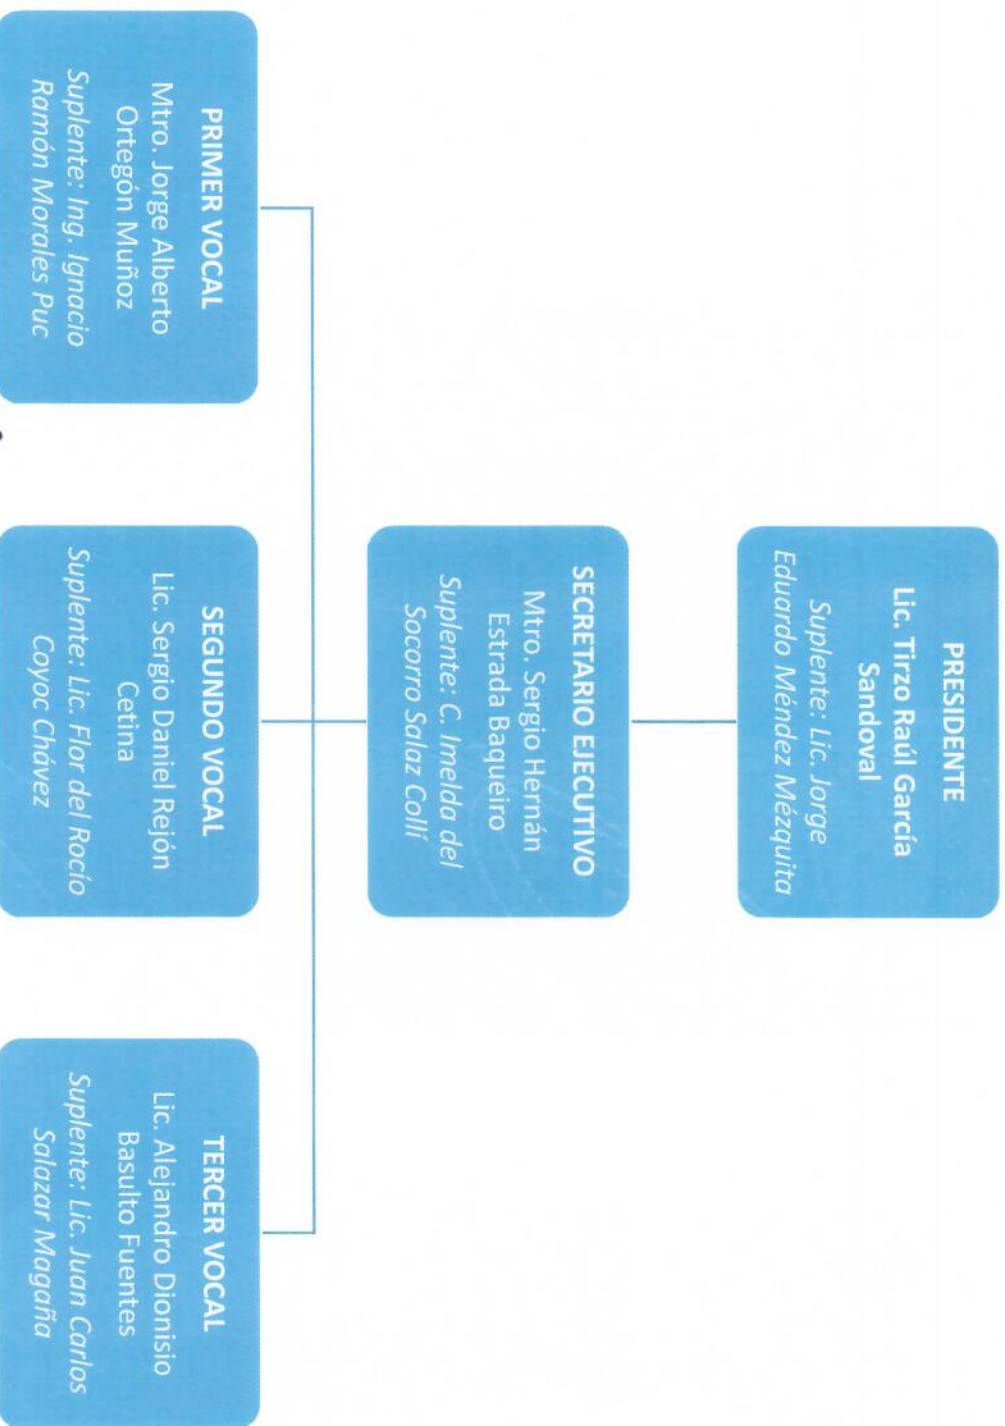 PRESIDENTE
Lic. Tirzo Raúl García
Sandoval
Suplente: Lic. Jorge
Eduardo Méndez Mézquita
SECRETARIO EJECUTIVO
Mtro. Sergio Hernán
Estrada Baqueiro
Suplente: C. Imelda del
Socorro Salaz Collí
PRIMER VOCAL
Mtro. Jorge Alberto
Ortegón Muñoz
Suplente: Ing. Ignacio
Ramón Morales Puc
SEGUNDO VOCAL
Lic. Sergio Daniel Rejón
Cetina
Suplente: Lic. Flor del Rocío
Coyoc Chávez
TERCER VOCAL
Lic. Alejandro Dionisio
Basulto Fuentes
Suplente: Lic. Juan Carlos
Salazar Magaña